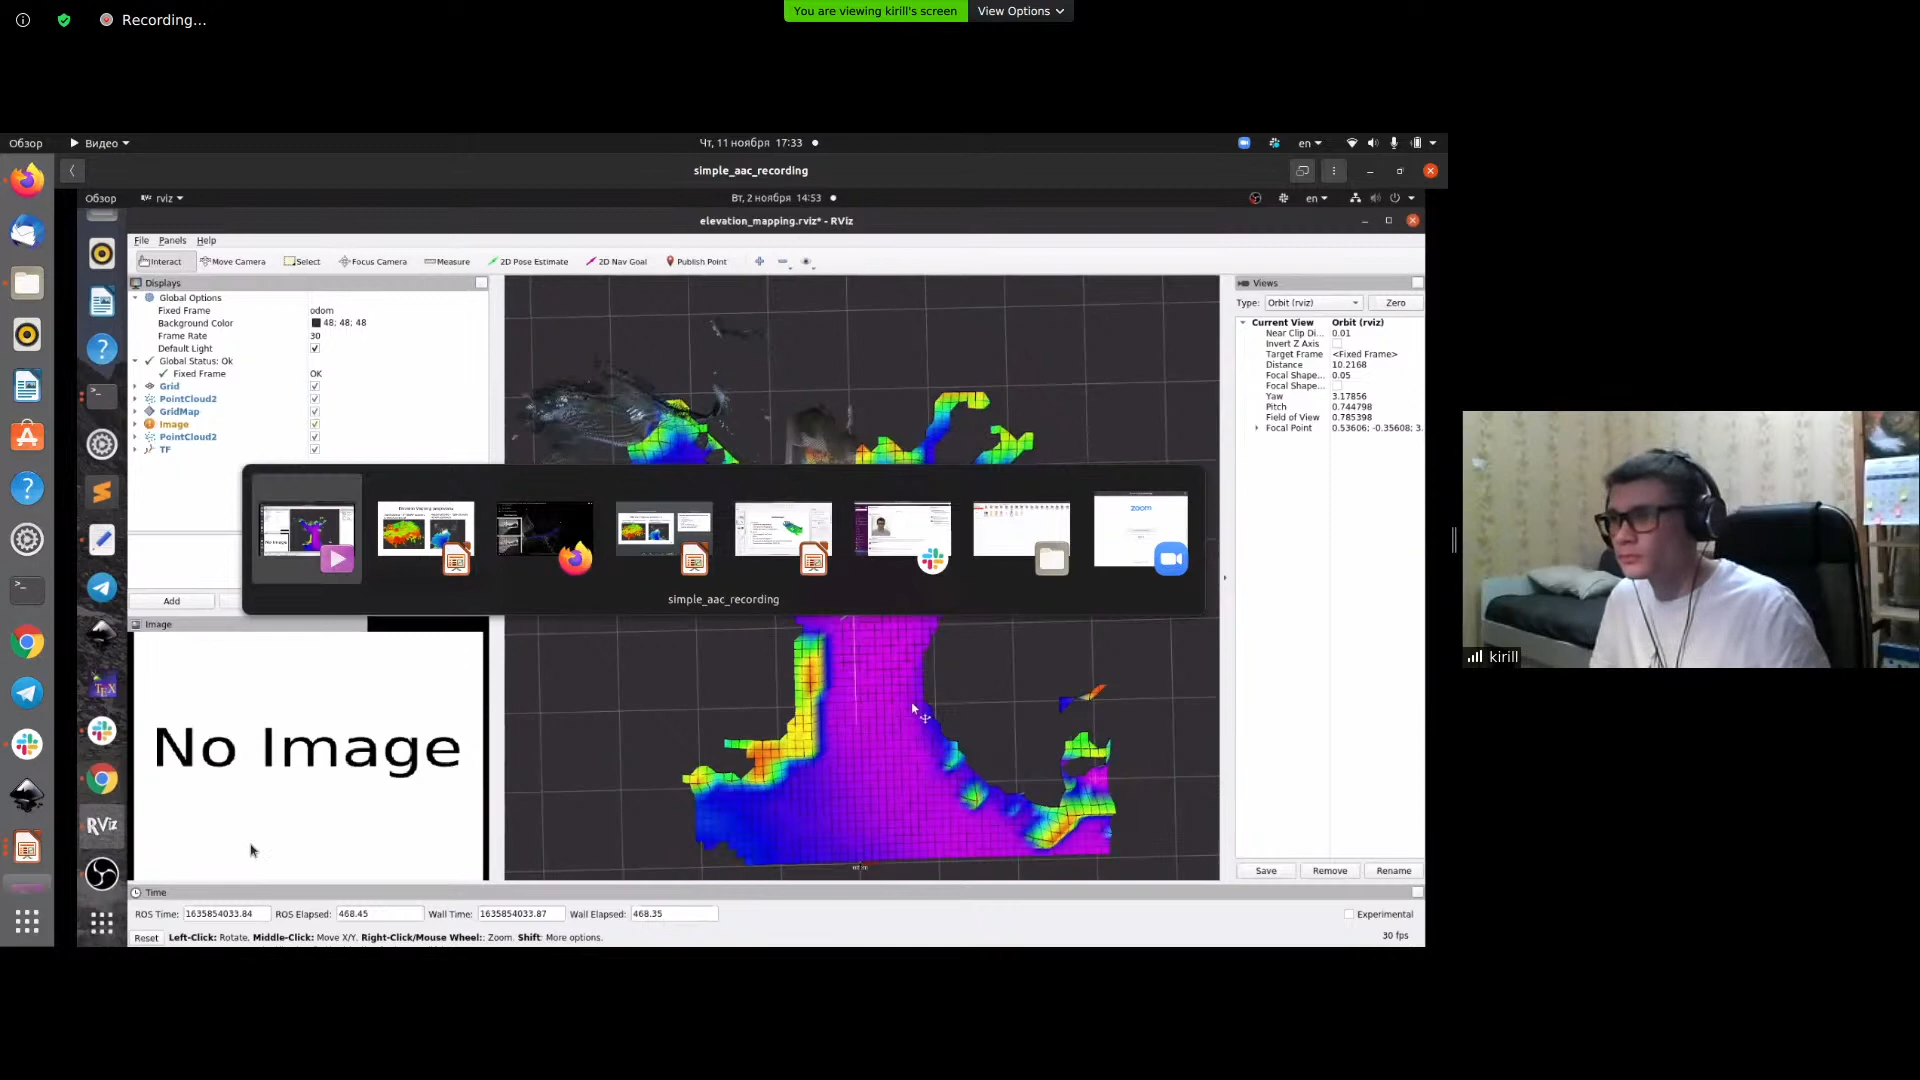 Recording...
You are viewing kirill's screen
View Options
Обзор
Видео
Чт, 11 ноября 17:33
en
simple_aac_recording
Обзор
rviz
Вт, 2 ноября 14:53
en
elevation_mapping.rviz* - RViz
File Panels Help
Interact
Move Camera
Select
Focus Camera
Measure
2D Pose Estimate
2D Nav Goal
Publish Point
Displays
Global Options
Fixed Frame odom
Background Color 48; 48; 48
Frame Rate 30
Default Light
Global Status: Ok
Fixed Frame OK
Grid
PointCloud2
GridMap
Image
PointCloud2
TF
Views
Type: Orbit (rviz) Zero
Current View Orbit (rviz)
Near Clip Di... 0.01
Invert Z Axis
Target Frame <Fixed Frame>
Distance 10.2168
Focal Shape... 0.05
Focal Shape...
Yaw 3.17856
Pitch 0.744798
Field of View 0.785398
Focal Point 0.53606; -0.35608; 3.
zoom
simple_aac_recording
Add
Image
No Image
RViz
TEX
kirill
Save Remove Rename
Time
ROS Time: 1635854033.84 ROS Elapsed: 468.45 Wall Time: 1635854033.87 Wall Elapsed: 468.35
Experimental
Reset Left-Click: Rotate. Middle-Click: Move X/Y. Right-Click/Mouse Wheel:: Zoom. Shift: More options.
30 fps